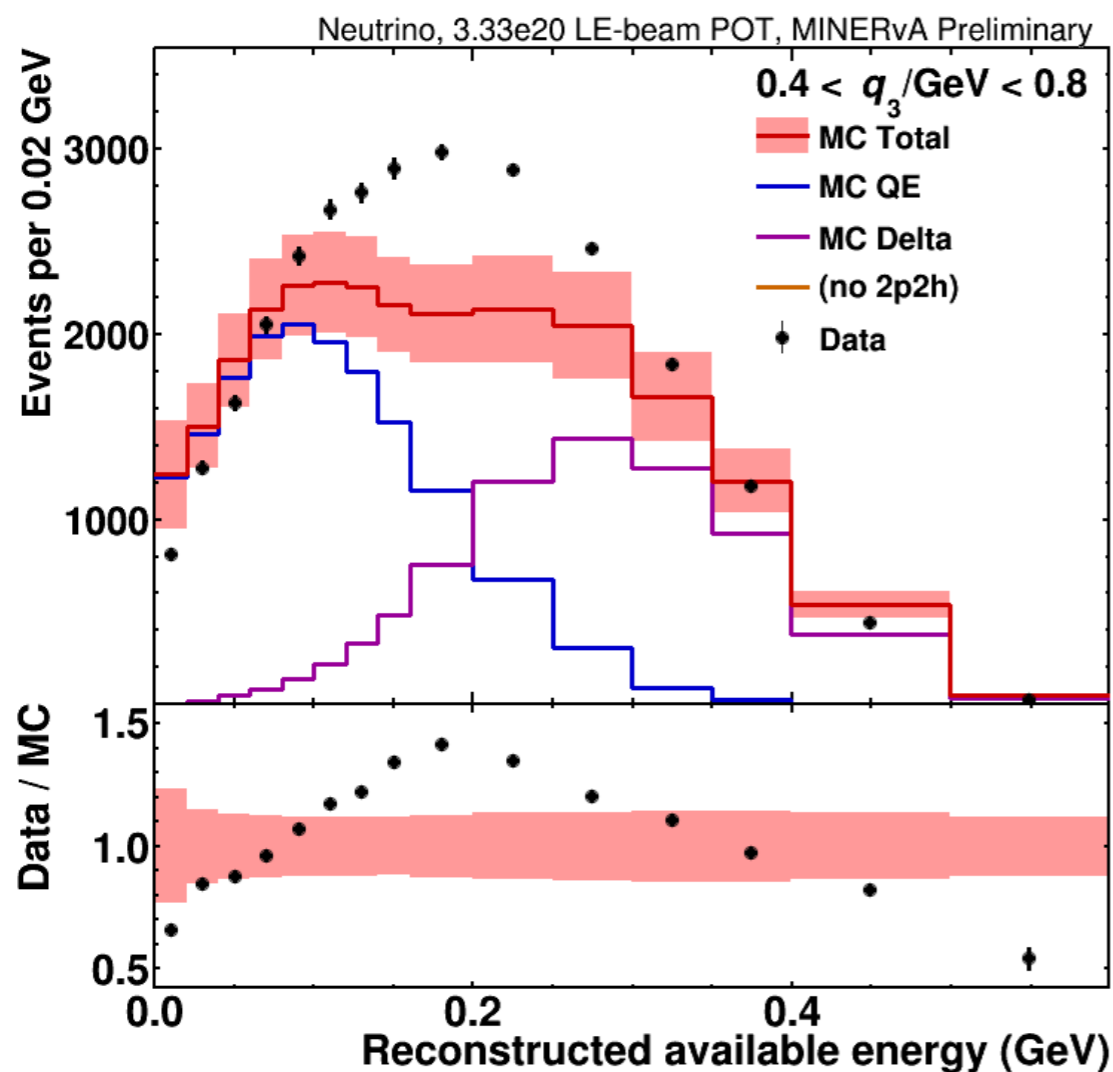 Neutrino, 3.33e20 LE-beam POT, MINERvA Preliminary
Events per 0.02 GeV
3000
2000
1000
0.4 < q3/GeV < 0.8
MC Total
MC QE
MC Delta
(no 2p2h)
Data
Data / MC
1.5
1.0
0.5
0.0 0.2 0.4
Reconstructed available energy (GeV)